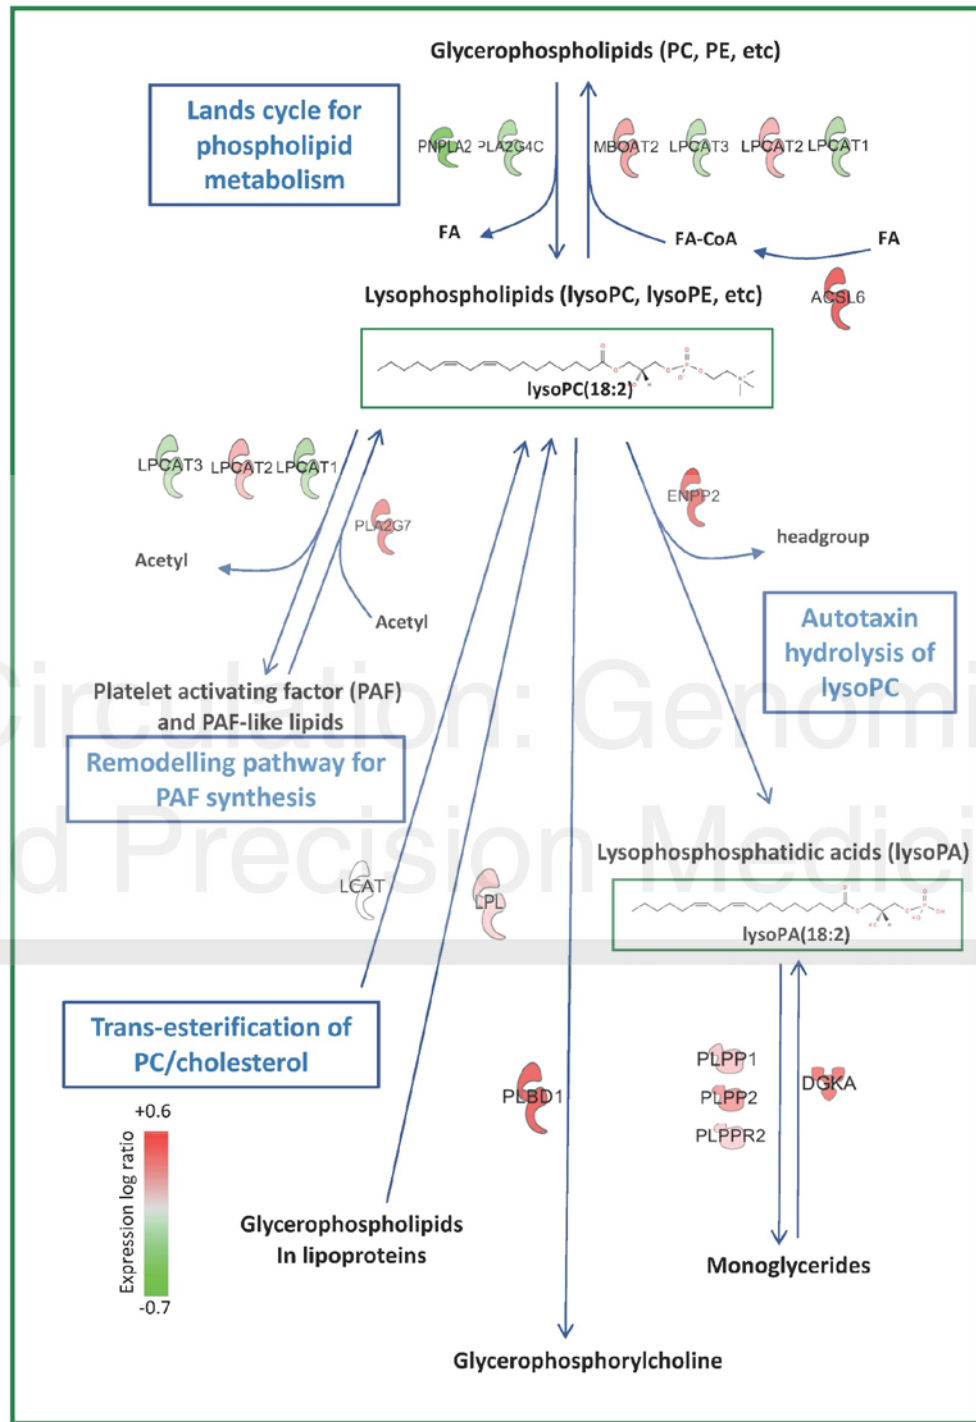 Glycerophospholipids (PC, PE, etc)
Lands cycle for
phospholipid
metabolism
PNPLA2 PLA2G4C MBOAT2 LPCAT3 LPCAT2 LPCAT1
FA
FA-CoA
FA
ACSL6
Lysophospholipids (lysoPC, lysoPE, etc)
lysoPC(18:2)
LPCAT3 LPCAT2 LPCAT1
PLA2G7
ENPP2
Acetyl
headgroup
Acetyl
Autotaxin
hydrolysis of
lysoPC
Platelet activating factor (PAF)
and PAF-like lipids
Circulation: Genomi
Remodelling pathway for
PAF synthesis
d Precision Medicin
Lysophosphatidic acids (lysoPA)
LCAT
LPL
lysoPA(18:2)
Trans-esterification of
PC/cholesterol
PLBD1
PLPP1
PLPP2
PLPPR2
DGKA
+0.6
Expression log ratio
-0.7
Glycerophospholipids
In lipoproteins
Monoglycerides
Glycerophosphorylcholine